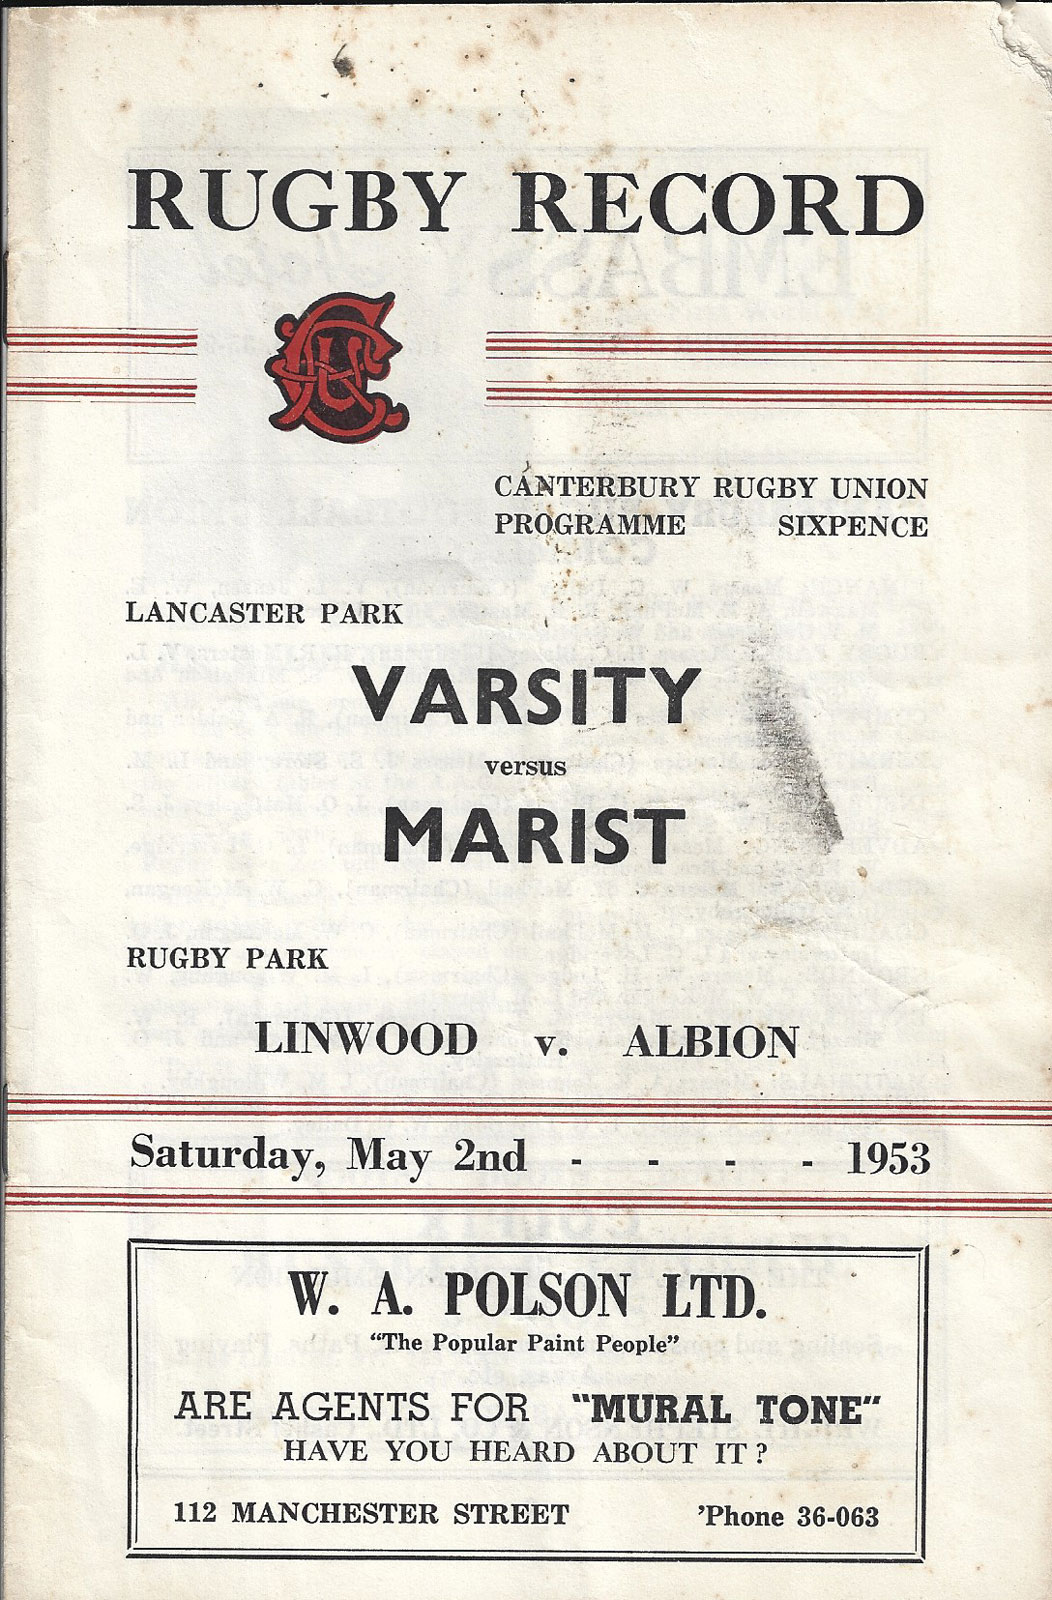 RUGBY RECORD
CRU
CANTERBURY RUGBY UNION
PROGRAMME SIXPENCE
LANCASTER PARK
VARSITY
versus
MARIST
RUGBY PARK
LINWOOD v. ALBION
Saturday, May 2nd - - - - 1953
W. A. POLSON LTD.
"The Popular Paint People"
ARE AGENTS FOR "MURAL TONE"
HAVE YOU HEARD ABOUT IT?
112 MANCHESTER STREET 'Phone 36-063